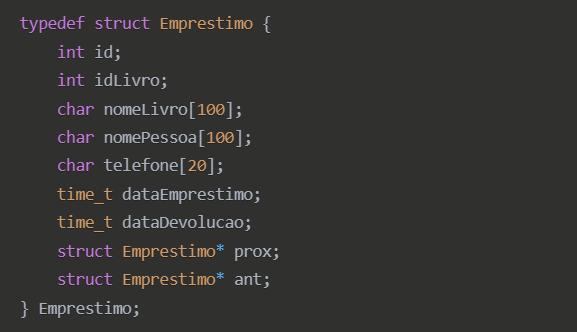 typedef struct Emprestimo {
    int id;
    int idLivro;
    char nomeLivro[100];
    char nomePessoa[100];
    char telefone[20];
    time_t dataEmprestimo;
    time_t dataDevolucao;
    struct Emprestimo* prox;
    struct Emprestimo* ant;
} Emprestimo;